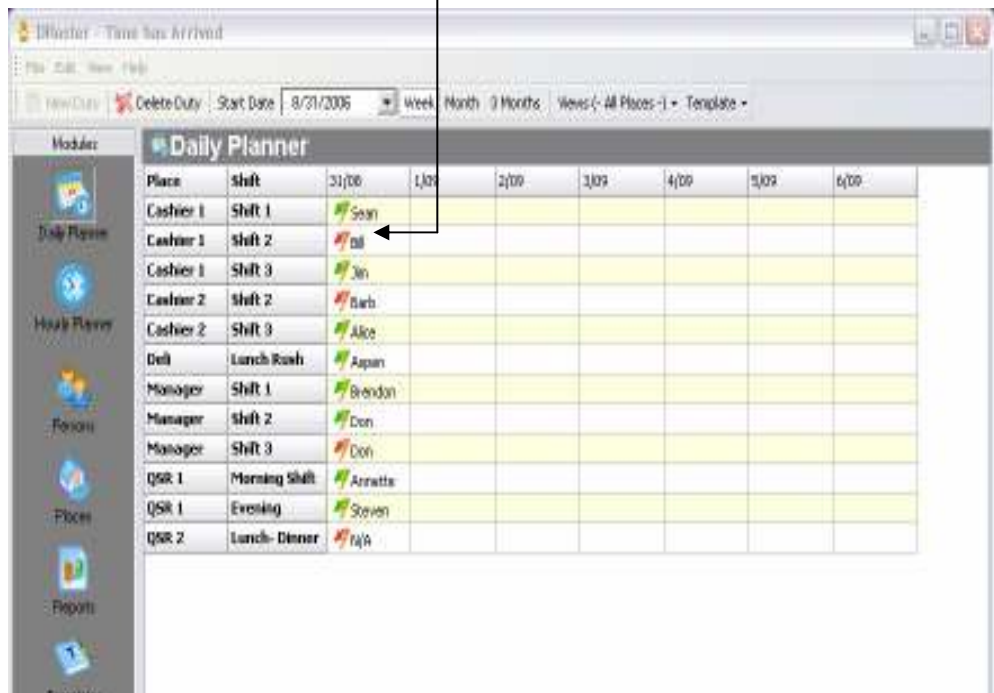 DRoster - Time has Arrived
File Edit View Help
New Duty Delete Duty Start Date 8/31/2006 Week Month 3 Months Views (- All Places -) Template
Modules
Daily Planner
Place Shift 31/08 1/09 2/09 3/09 4/09 5/09 6/09
Cashier 1 Shift 1 Sean
Cashier 1 Shift 2 Bill
Cashier 1 Shift 3 Jim
Cashier 2 Shift 2 Barb
Cashier 2 Shift 3 Alice
Deli Lunch Rush
Manager Shift 1 Brendon
Manager Shift 2 Don
Manager Shift 3 Don
QSR 1 Morning Shift Annette
QSR 1 Evening Steven
QSR 2 Lunch- Dinner N/A
Daily Planner
Hourly Planner
Persons
Places
Reports